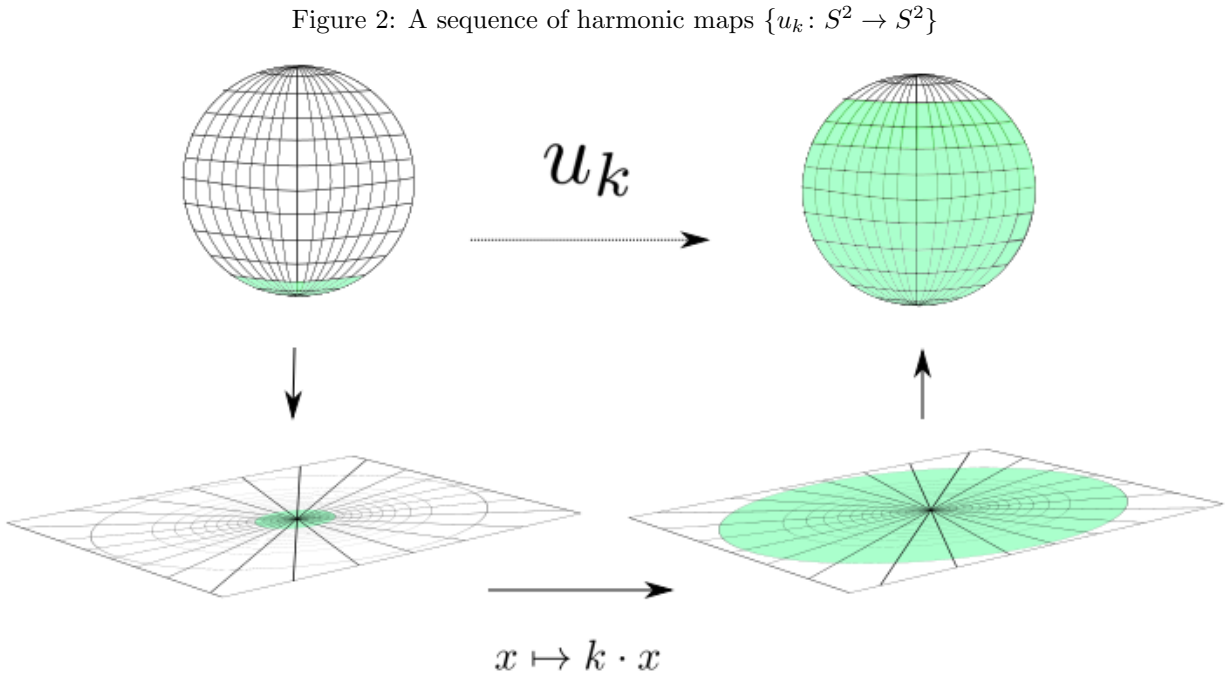 Figure 2: A sequence of harmonic maps {u_k : S^2 → S^2}
u_k
x ↦ k · x